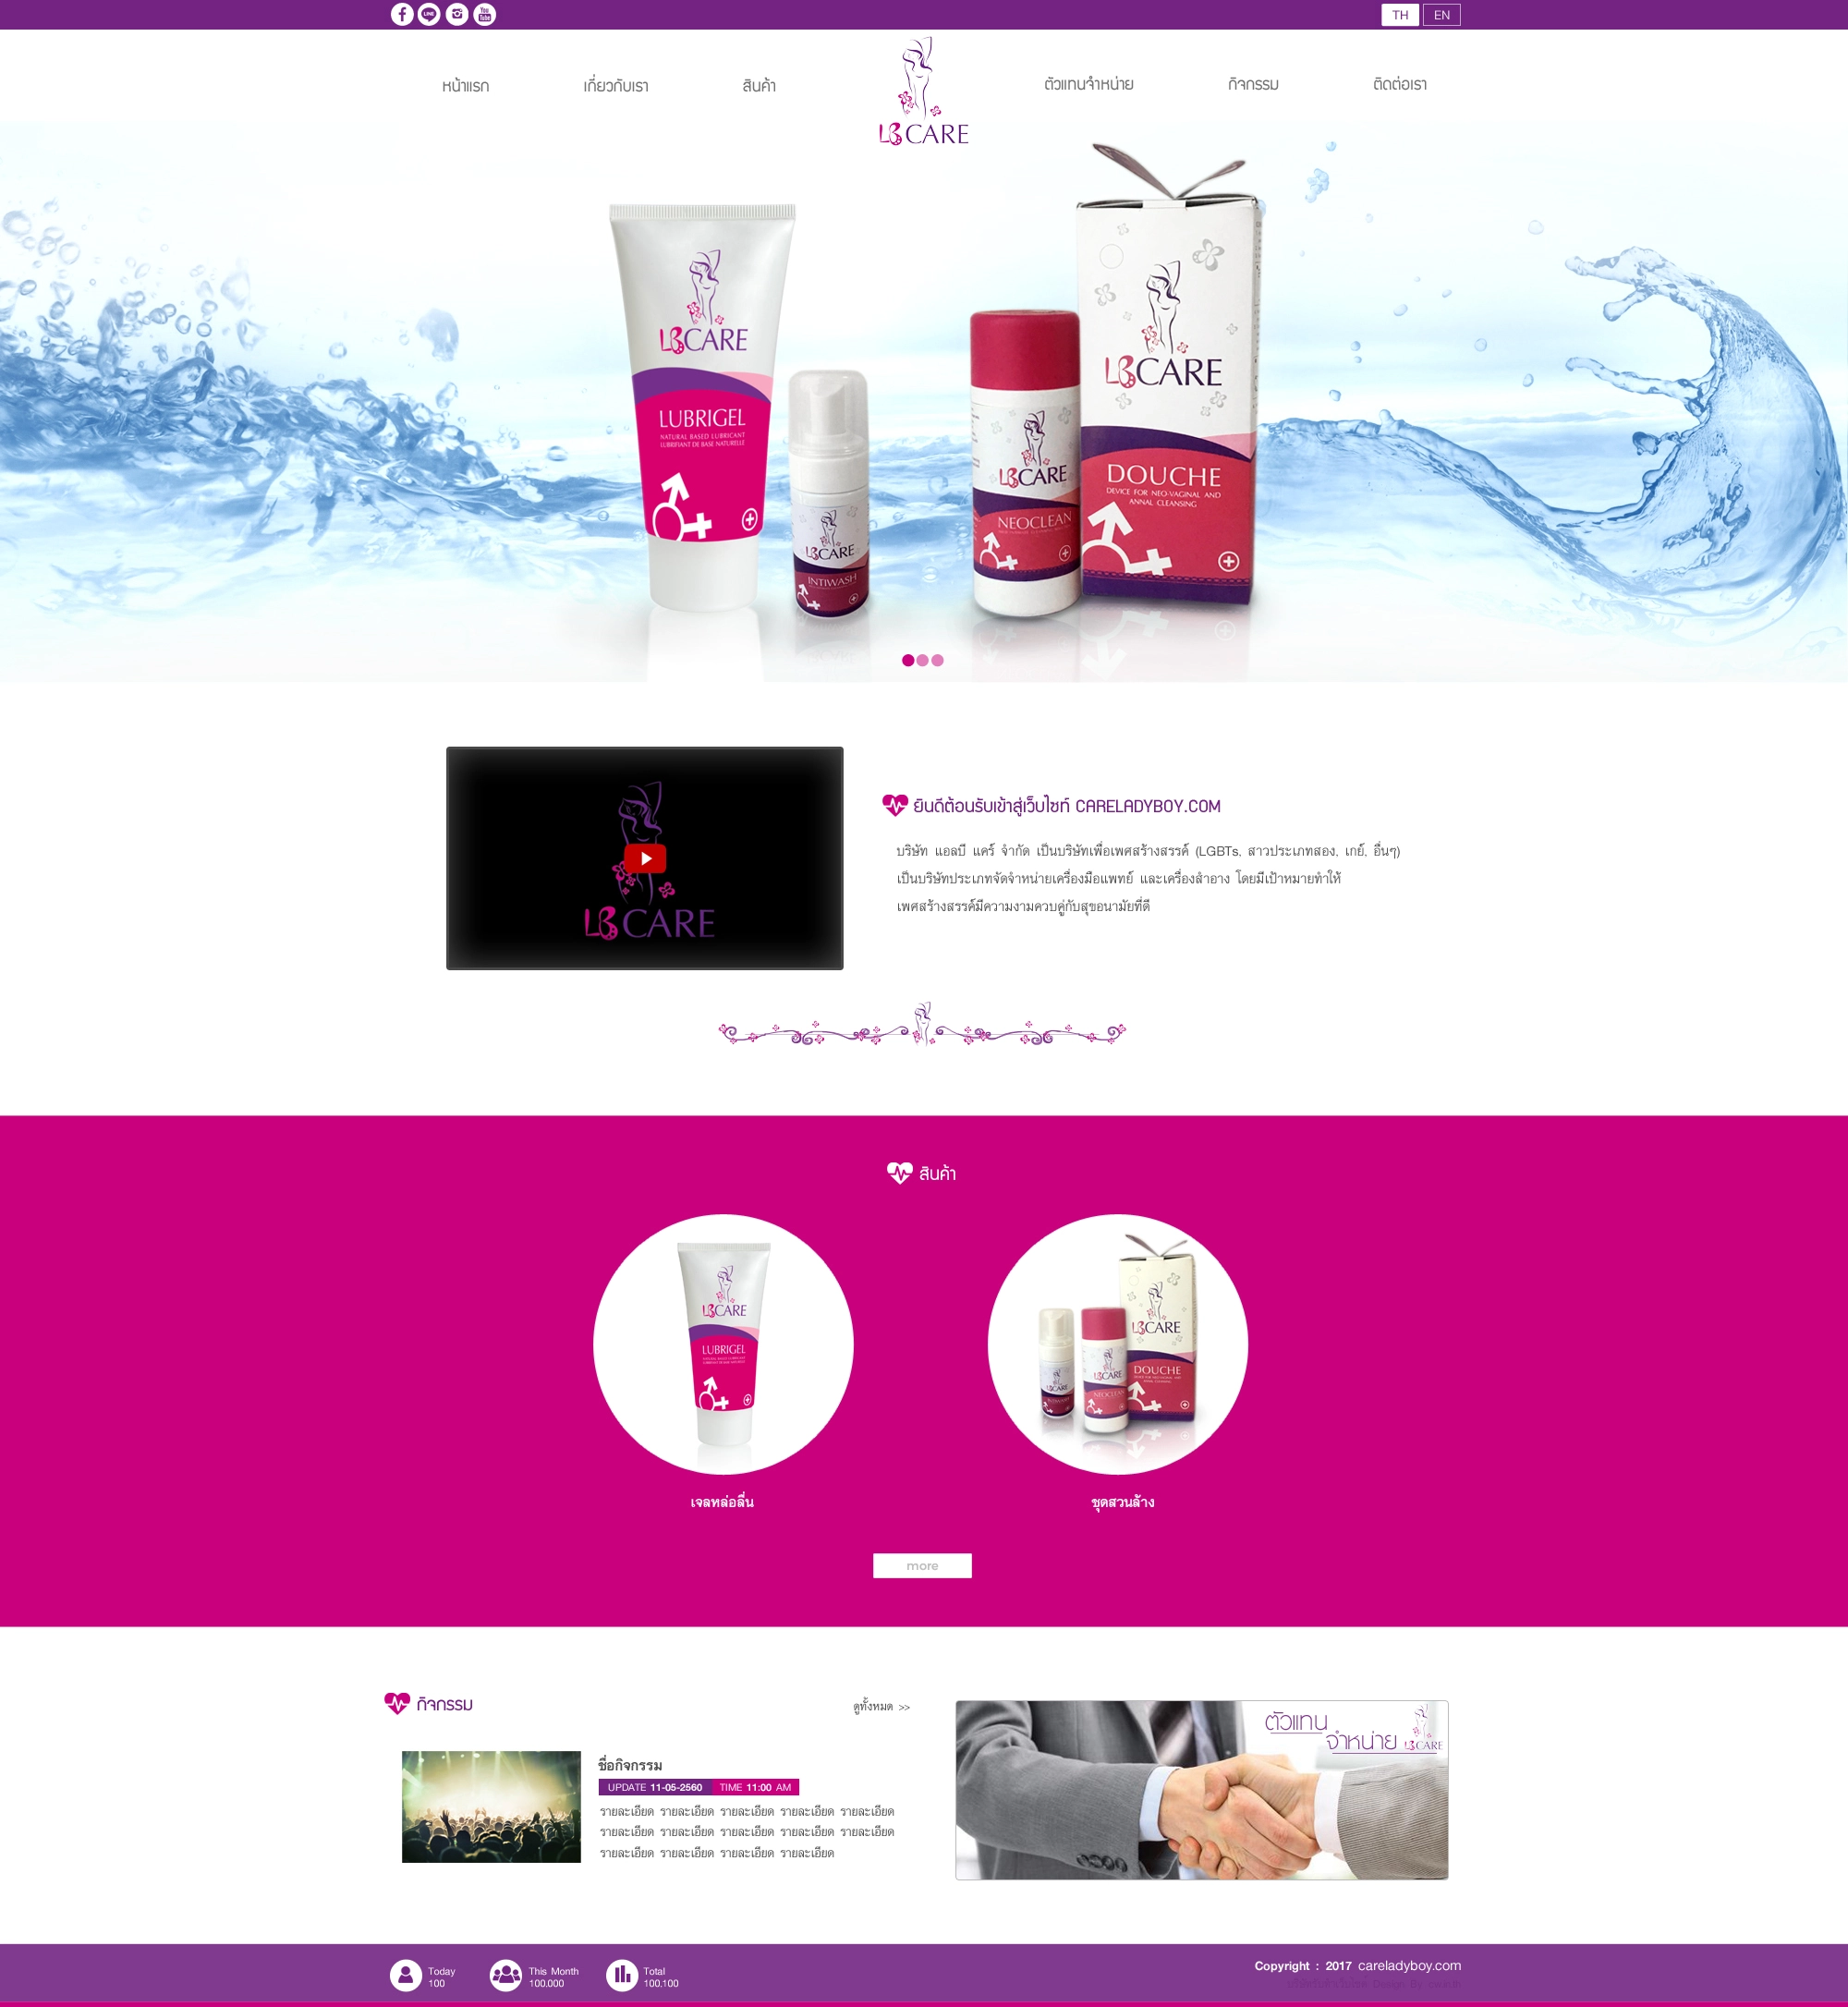 TH EN
หน้าแรก เกี่ยวกับเรา สินค้า LBCARE ตัวแทนจำหน่าย กิจกรรม ติดต่อเรา
LBCARE
LUBRIGEL
NATURAL BASED LUBRICANT
LUBRIFIANT DE BASE NATURELLE
LBCARE
INTIWASH
LBCARE
NEOCLEAN
LBCARE
DOUCHE
DEVICE FOR NEO-VAGINAL AND
ANNAL CLEANSING
LBCARE
ยินดีต้อนรับเข้าสู่เว็บไซท์ CARELADYBOY.COM
บริษัท แอลบี แคร์ จำกัด เป็นบริษัทเพื่อเพศสร้างสรรค์ (LGBTs, สาวประเภทสอง, เกย์, อื่นๆ)
เป็นบริษัทประเภทจัดจำหน่ายเครื่องมือแพทย์ และเครื่องสำอาง โดยมีเป้าหมายทำให้
เพศสร้างสรรค์มีความงามควบคู่กับสุขอนามัยที่ดี
สินค้า
LBCARE
LUBRIGEL
LBCARE
LBCARE
NEOCLEAN
LBCARE
DOUCHE
เจลหล่อลื่น ชุดสวนล้าง
more
กิจกรรม ดูทั้งหมด >>
ชื่อกิจกรรม
UPDATE 11-05-2560 TIME 11:00 AM
รายละเอียด รายละเอียด รายละเอียด รายละเอียด รายละเอียด
รายละเอียด รายละเอียด รายละเอียด รายละเอียด รายละเอียด
รายละเอียด รายละเอียด รายละเอียด รายละเอียด
ตัวแทน
จำหน่าย LBCARE
Today
100
This Month
100.000
Total
100.100
Copyright : 2017 careladyboy.com